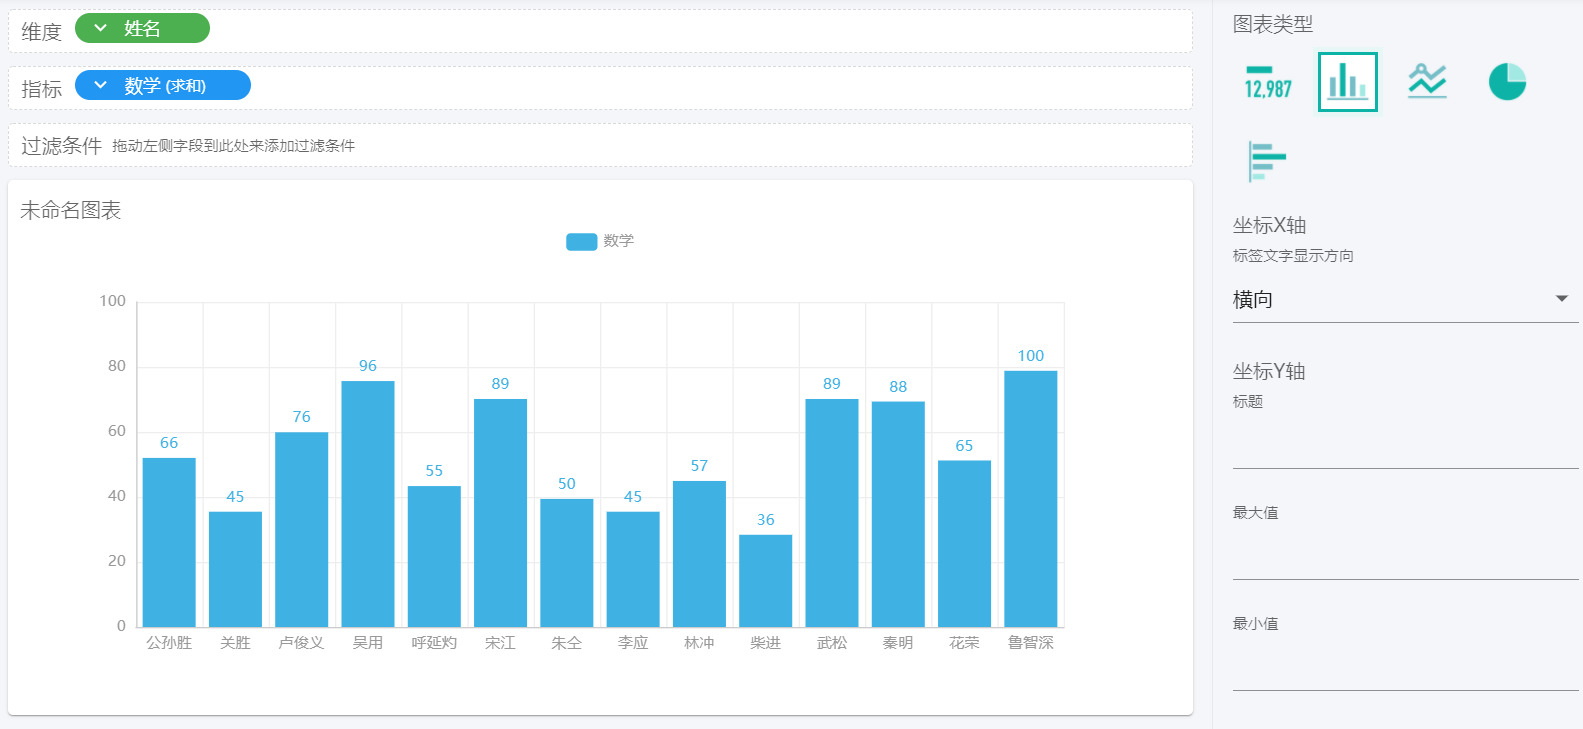 维度 姓名
指标 数学 (求和)
过滤条件 拖动左侧字段到此处来添加过滤条件
未命名图表
数学
100
80
60
40
20
0
66 45 76 96 55 89 50 45 57 36 89 88 65 100
公孙胜 关胜 卢俊义 吴用 呼延灼 宋江 朱仝 李应 林冲 柴进 武松 秦明 花荣 鲁智深
图表类型
12,987
坐标X轴
标签文字显示方向
横向
坐标Y轴
标题
最大值
最小值